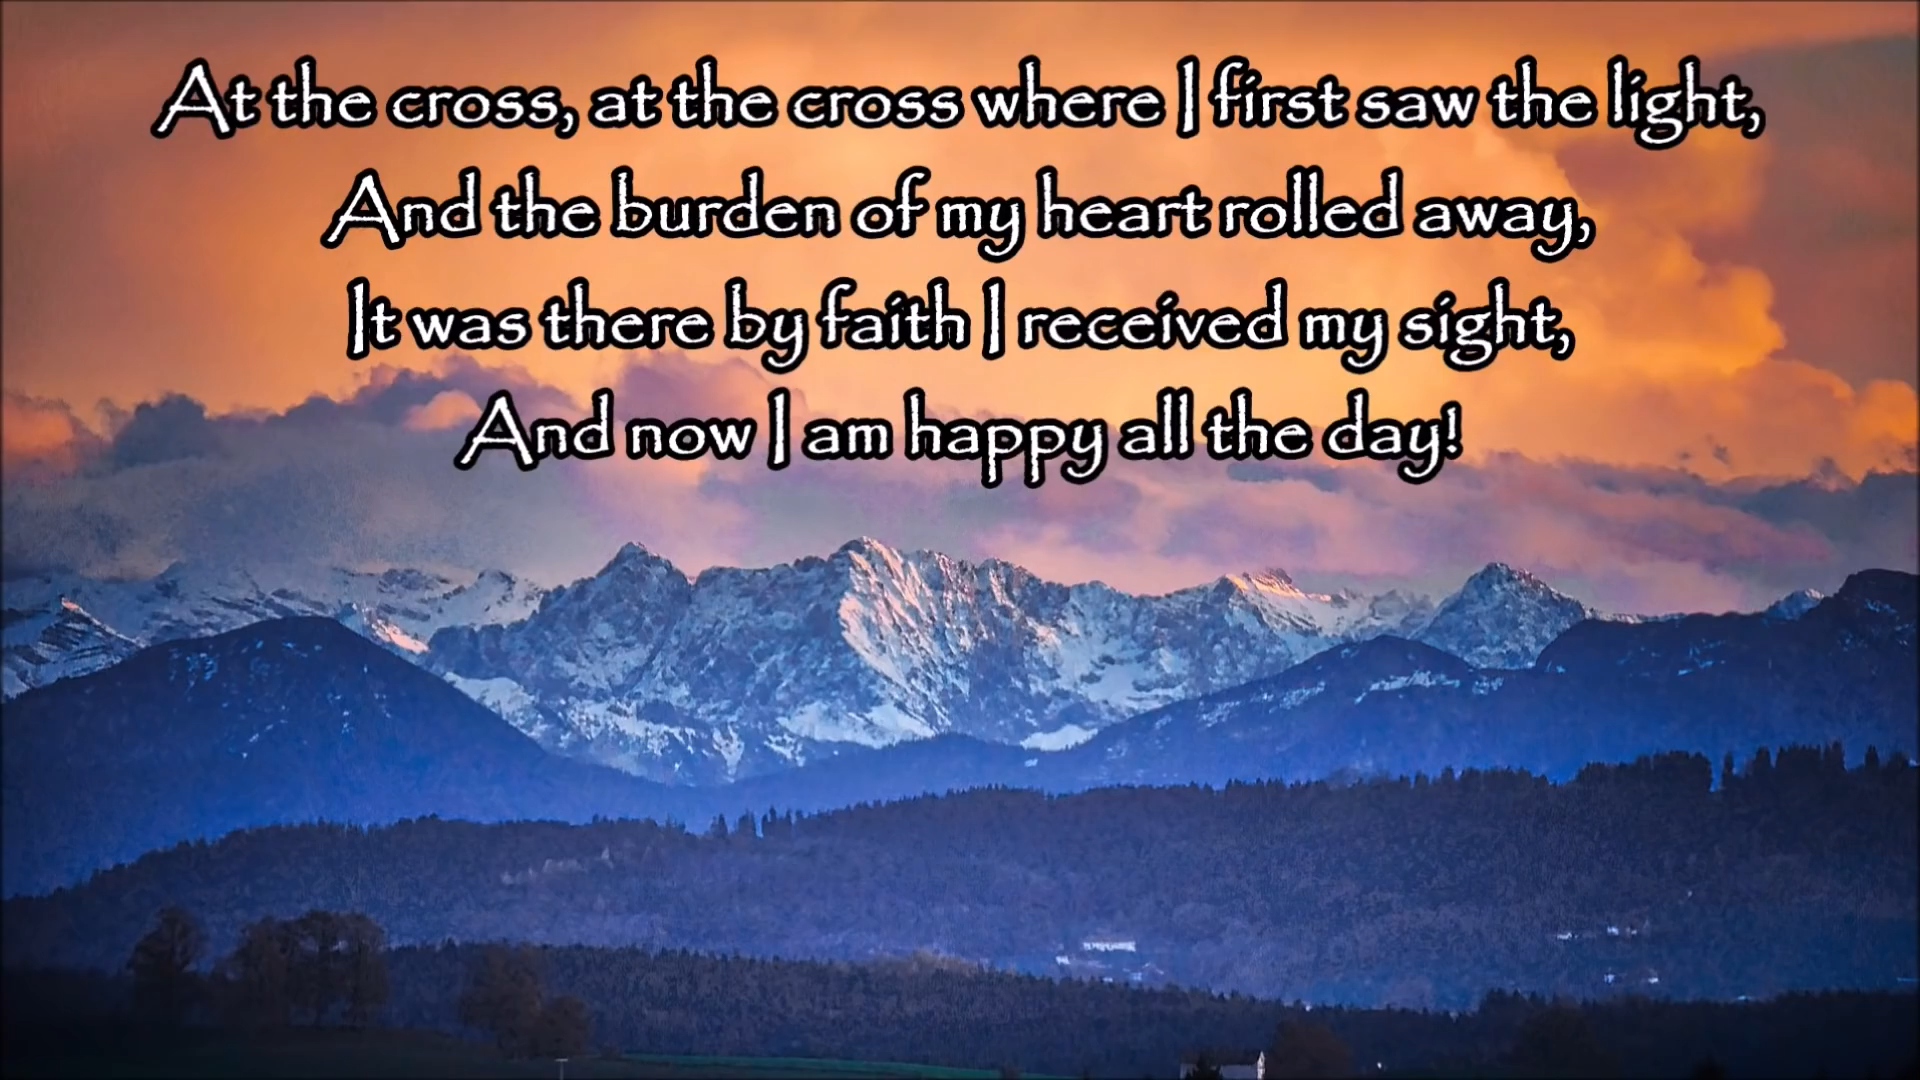 At the cross, at the cross where I first saw the light,
And the burden of my heart rolled away,
It was there by faith I received my sight,
And now I am happy all the day!